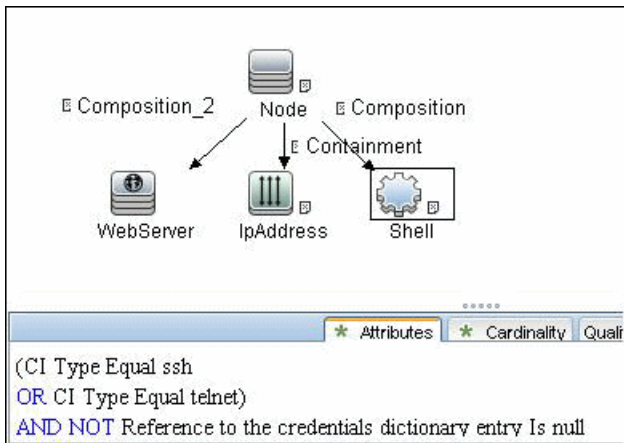 Composition_2
Node
Composition
Containment
WebServer
IpAddress
Shell
* Attributes
* Cardinality
Quali
(CI Type Equal ssh
OR CI Type Equal telnet)
AND NOT Reference to the credentials dictionary entry Is null